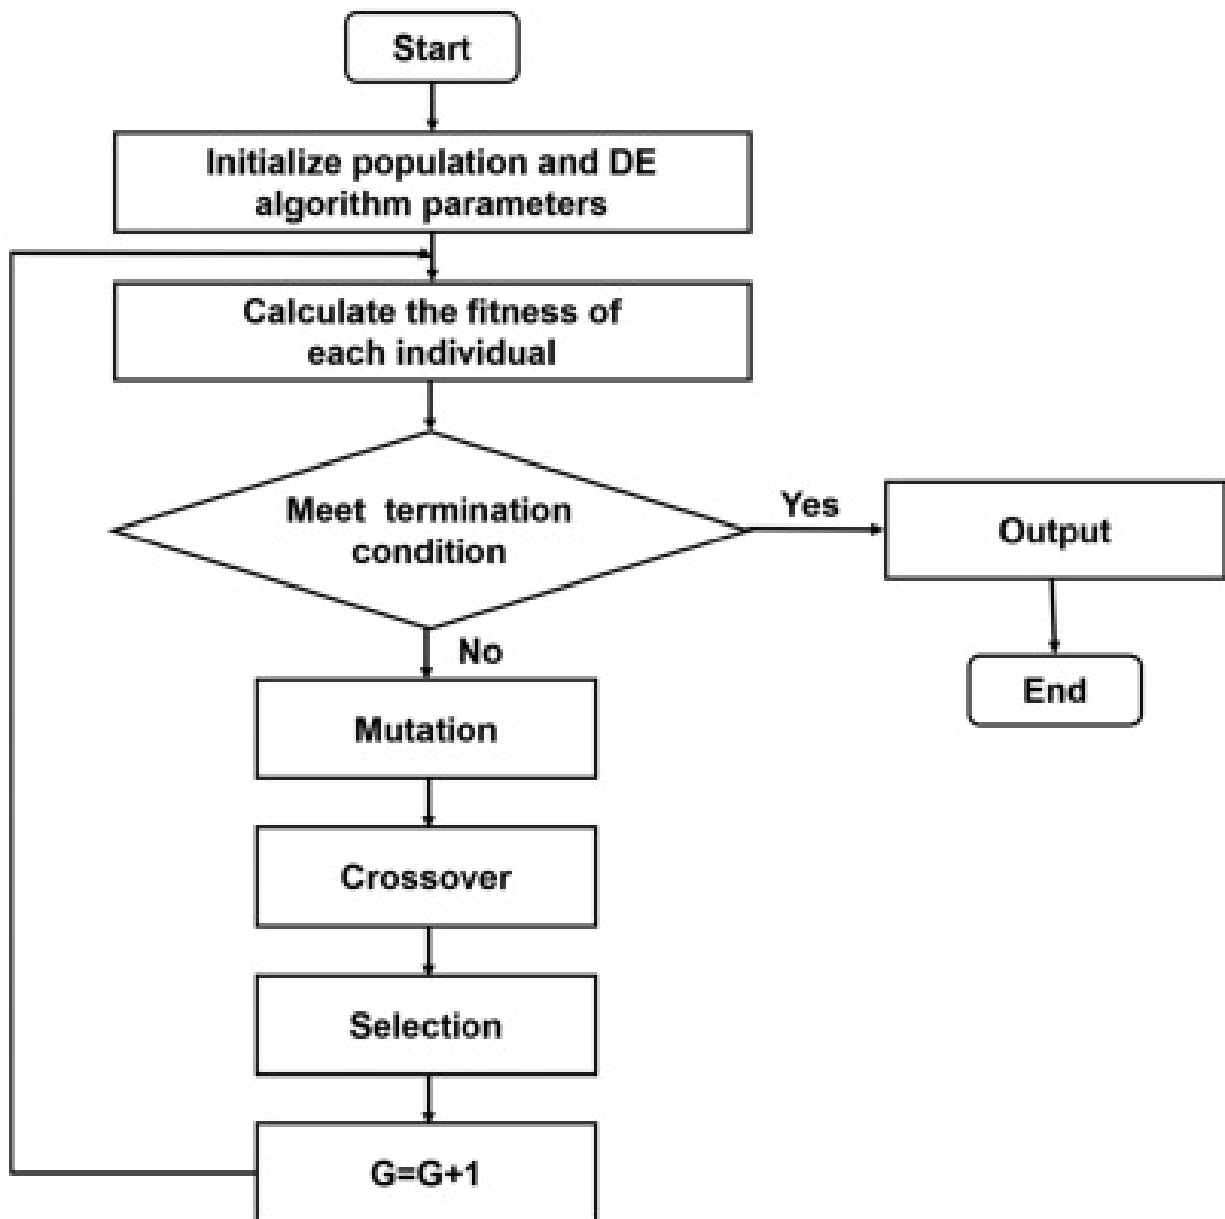 Start
Initialize population and DE
algorithm parameters
Calculate the fitness of
each individual
Meet termination
condition
Yes
Output
No
End
Mutation
Crossover
Selection
G=G+1